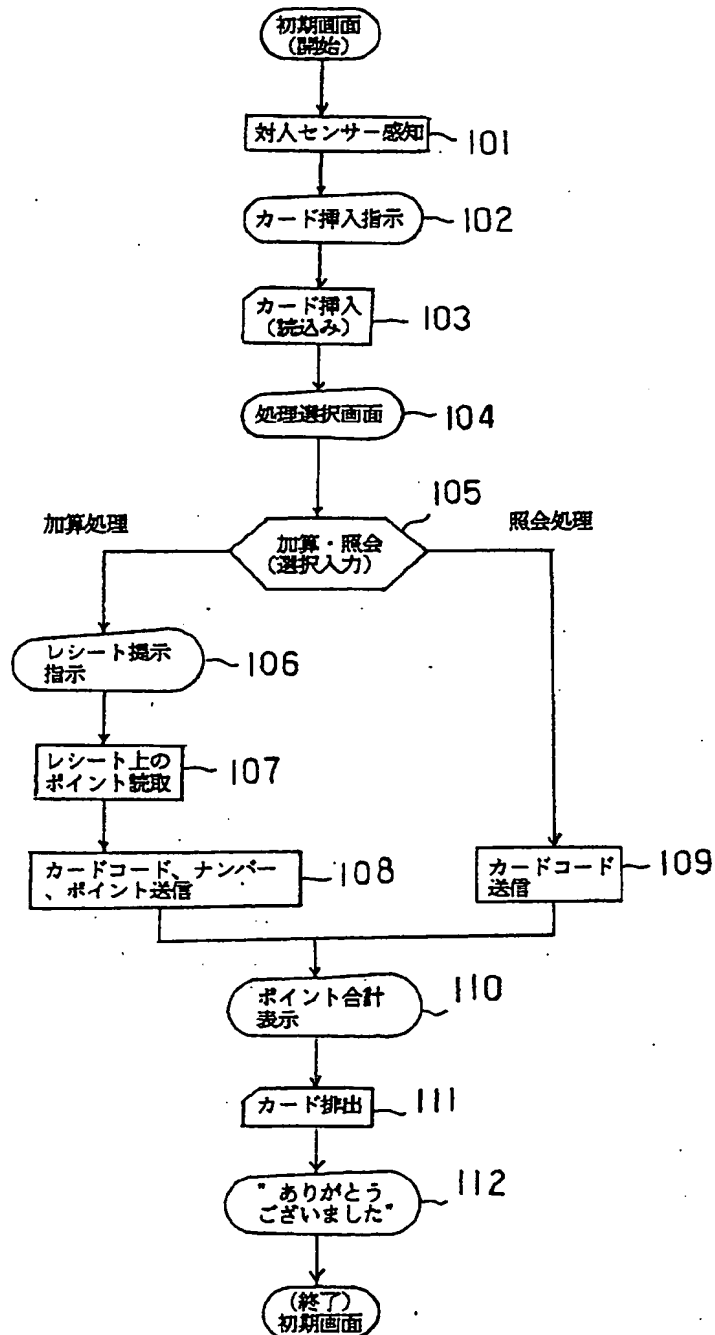 初期画面
(開始)
対人センサー感知
101
カード挿入指示
102
カード挿入
(読込み)
103
処理選択画面
104
105
加算処理
照会処理
加算・照会
(選択入力)
レシート提示
指示
106
レシート上の
ポイント読取
107
カードコード、ナンバー
、ポイント送信
108
カードコード
送信
109
ポイント合計
表示
110
カード排出
111
"ありがとう
ございました"
112
(終了)
初期画面